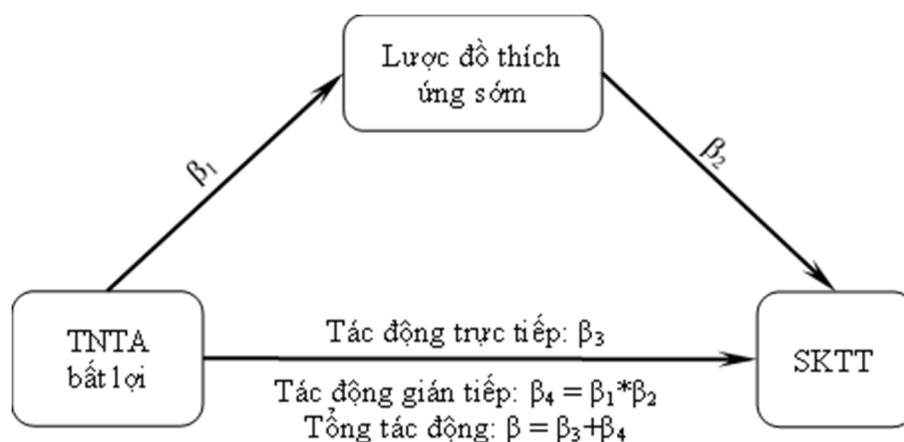 Lược đồ thích
ứng sớm
β₁
β₂
TNTA
bất lợi
Tác động trực tiếp: β₃
Tác động gián tiếp: β₄ = β₁*β₂
Tổng tác động: β = β₃+β₄
SKTT